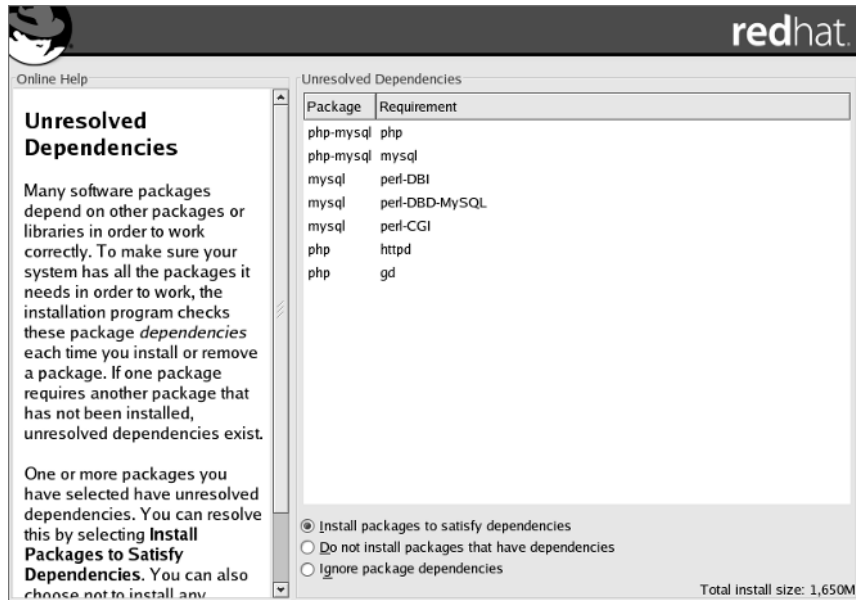 redhat.
Online Help
Unresolved
Dependencies
Many software packages
depend on other packages or
libraries in order to work
correctly. To make sure your
system has all the packages it
needs in order to work, the
installation program checks
these package dependencies
each time you install or remove
a package. If one package
requires another package that
has not been installed,
unresolved dependencies exist.
One or more packages you
have selected have unresolved
dependencies. You can resolve
this by selecting Install
Packages to Satisfy
Dependencies. You can also
choose not to install any
Unresolved Dependencies
Package Requirement
php-mysql php
php-mysql mysql
mysql perl-DBI
mysql perl-DBD-MySQL
mysql perl-CGI
php httpd
php gd
Install packages to satisfy dependencies
Do not install packages that have dependencies
Ignore package dependencies
Total install size: 1,650M